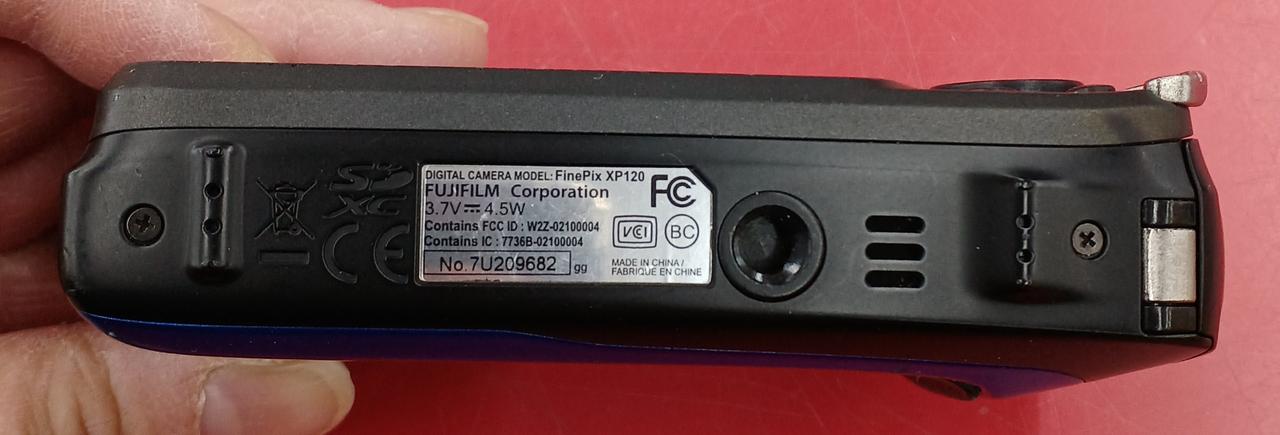 SD
XC
CE
DIGITAL CAMERA MODEL: FinePix XP120
FUJIFILM Corporation
FC
3.7V⎓4.5W
Contains FCC ID : W2Z-02100004
Contains IC : 7736B-02100004
VCI
BC
No.7U209682
gg
MADE IN CHINA /
FABRIQUE EN CHINE